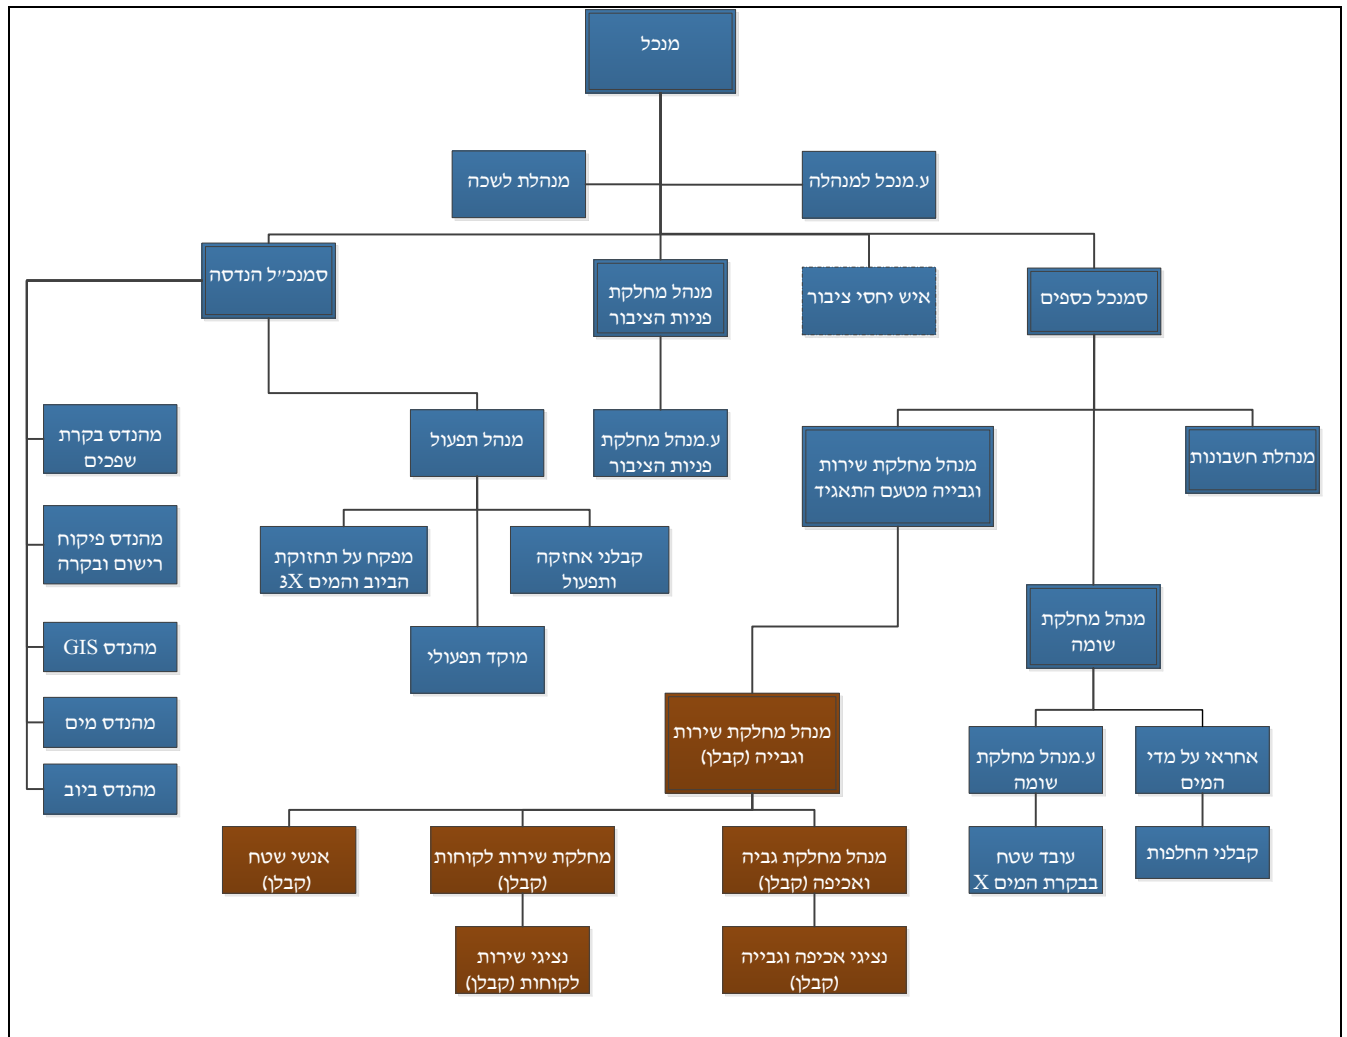 מנכל
ע.מנכל למנהלה
מנהלת לשכה
סמנכל כספים
איש יחסי ציבור
מנהל מחלקת
פניות הציבור
סמנכ״ל הנדסה
מנהלת חשבונות
מנהל מחלקת שירות
וגבייה מטעם התאגיד
ע.מנהל מחלקת
פניות הציבור
מנהל תפעול
מהנדס בקרת
שפכים
קבלני אחזקה
ותפעול
מפקח על תחזוקת
הביוב והמים 3X
מהנדס פיקוח
רישום ובקרה
מנהל מחלקת
שומה
מוקד תפעולי
מהנדס GIS
מנהל מחלקת שירות
וגבייה (קבלן)
מהנדס מים
אחראי על מדי
המים
ע.מנהל מחלקת
שומה
מהנדס ביוב
קבלני החלפות
עובד שטח
בבקרת המים X
מנהל מחלקת גביה
ואכיפה (קבלן)
מחלקת שירות לקוחות
(קבלן)
אנשי שטח
(קבלן)
נציגי אכיפה וגבייה
(קבלן)
נציגי שירות
לקוחות (קבלן)